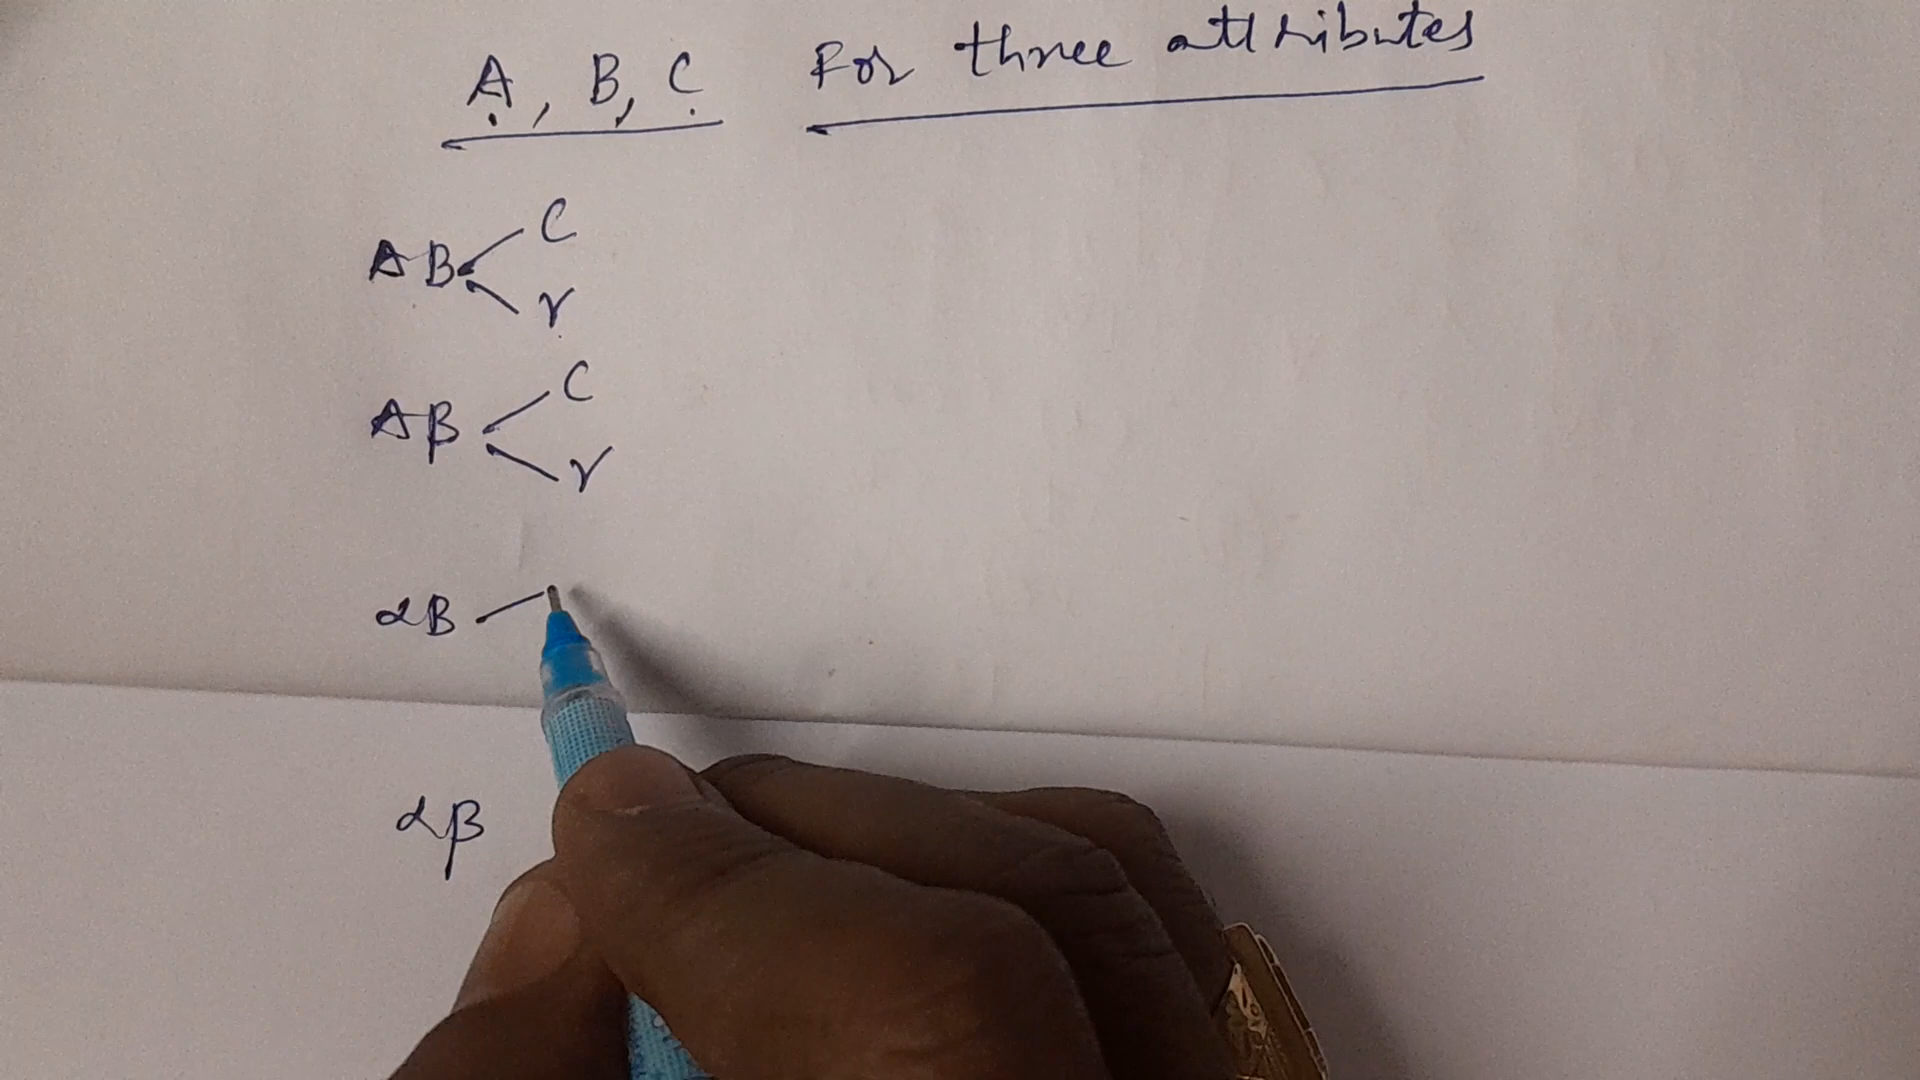 A, B, C For three attributes
AB C
γ
Aβ C
γ
αB
αβ